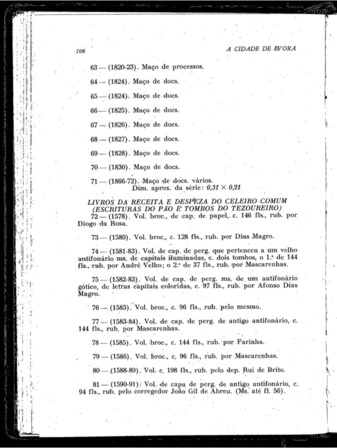 106
A CIDADE DE ÉVORA
63 — (1820-23). Maço de processos.
64 — (1824). Maço de docs.
65 — (1824). Maço de docs.
66 — (1825). Maço de docs.
67 — (1826). Maço de docs.
68 — (1827). Maço de docs.
69 — (1828). Maço de docs.
70 — (1830). Maço de docs.
71 — (1866-72). Maço de docs. vários.
Dim. aprox. da série: 0,31 × 0,21
LIVROS DA RECEITA E DESPEZA DO CELEIRO COMUM
(ESCRITURAS DO PÃO E TOMBOS DO TEZOUREIRO)
72 — (1578). Vol. broc., de cap. de papel, c. 146 fls., rub. por
Diogo da Rosa.
73 — (1580). Vol. broc., c. 128 fls., rub. por Dias Magro.
74 — (1581-83). Vol. de cap. de perg. que pertenceu a um velho
antifonário ms. de capitais iluminadas, c. dois tombos, o 1.º de 144
fls., rub. por André Velho; o 2.º de 37 fls., rub. por Mascarenhas.
75 — (1582-83). Vol. de cap. de perg. ms. de um antifonário
gótico, de letras capitais coloridas, c. 97 fls., rub. por Afonso Dias
Magro.
76 — (1583). Vol. broc., c. 96 fls., rub. pelo mesmo.
77 — (1583-84). Vol. de cap. de perg. de antigo antifonário, c.
144 fls., rub. por Mascarenhas.
78 — (1585). Vol. broc., c. 144 fls., rub. por Farinha.
79 — (1586). Vol. broc., c. 96 fls., rub. por Mascarenhas.
80 — (1588-89). Vol. c. 198 fls., rub. pelo dep. Rui de Brito.
81 — (1590-91). Vol. de capa de perg. de antigo antifonário, c.
94 fls., rub. pelo corregedor João Gil de Abreu. (Ms. até fl. 56).